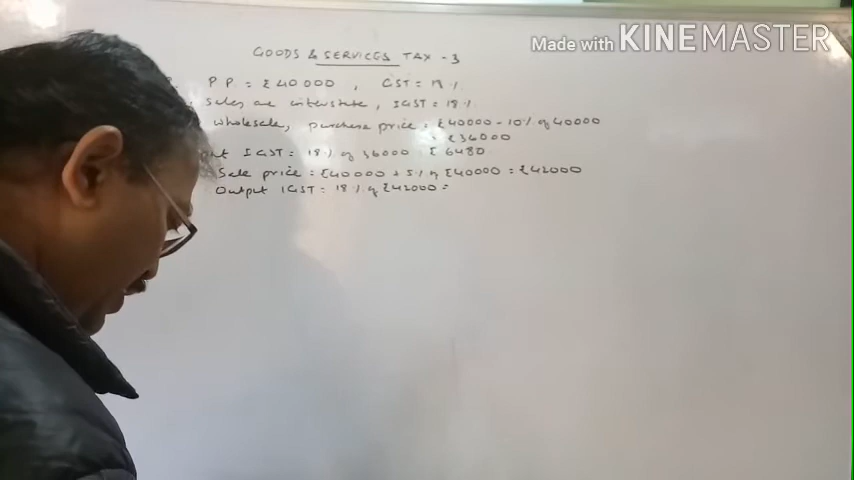 Made with KINEMASTER
GOODS & SERVICES TAX - 3
P P = ₹40000 , GST = 18%
sales are interstate, IGST = 18%.
wholesale, purchase price = ₹40000 - 10% of 40000
= ₹36000
IGST = 18% of 36000 ₹6480
Sale price = ₹40000 + 5% of ₹40000 = ₹42000
Output IGST = 18% of ₹42000 =